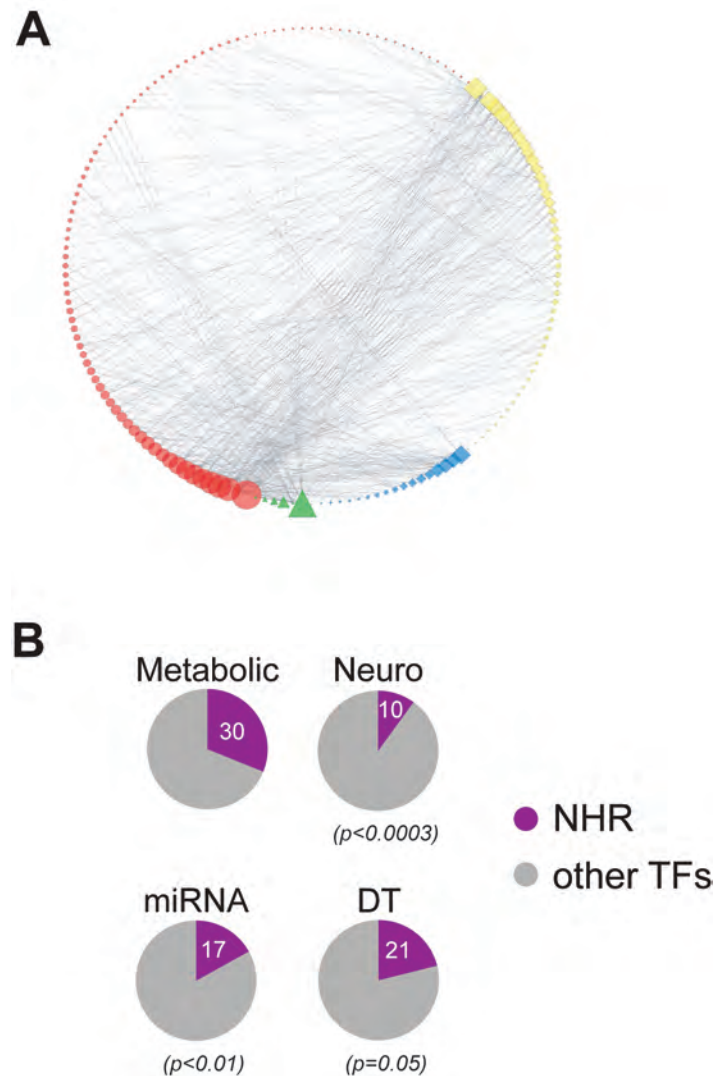 A
B
Metabolic
Neuro
30
10
(p<0.0003)
NHR
other TFs
miRNA
DT
17
21
(p<0.01)
(p=0.05)